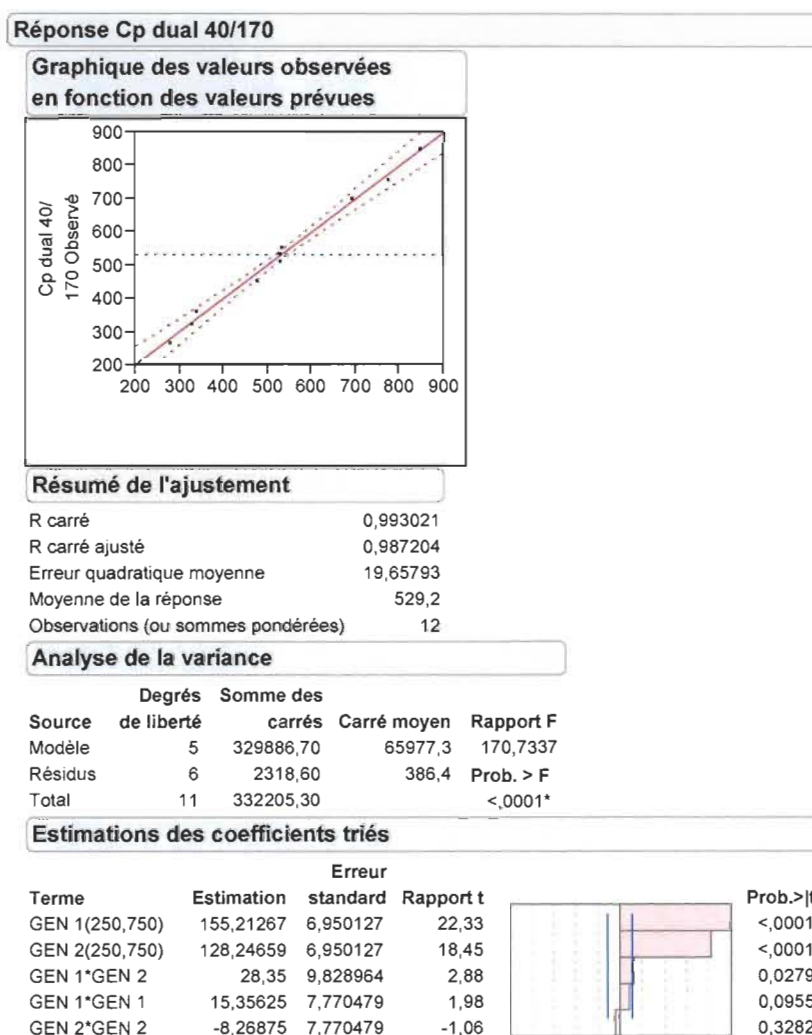 Réponse Cp dual 40/170
Graphique des valeurs observées
en fonction des valeurs prévues
900
800
700
600
500
400
300
200
Cp dual 40/
170 Observé
200 300 400 500 600 700 800 900
Résumé de l'ajustement
R carré 0,993021
R carré ajusté 0,987204
Erreur quadratique moyenne 19,65793
Moyenne de la réponse 529,2
Observations (ou sommes pondérées) 12
Analyse de la variance
Degrés Somme des
Source de liberté carrés Carré moyen Rapport F
Modèle 5 329886,70 65977,3 170,7337
Résidus 6 2318,60 386,4 Prob. > F
Total 11 332205,30 <,0001*
Estimations des coefficients triés
Erreur
Terme Estimation standard Rapport t Prob.>|t
GEN 1(250,750) 155,21267 6,950127 22,33 <,0001
GEN 2(250,750) 128,24659 6,950127 18,45 <,0001
GEN 1*GEN 2 28,35 9,828964 2,88 0,0279
GEN 1*GEN 1 15,35625 7,770479 1,98 0,0955
GEN 2*GEN 2 -8,26875 7,770479 -1,06 0,3282